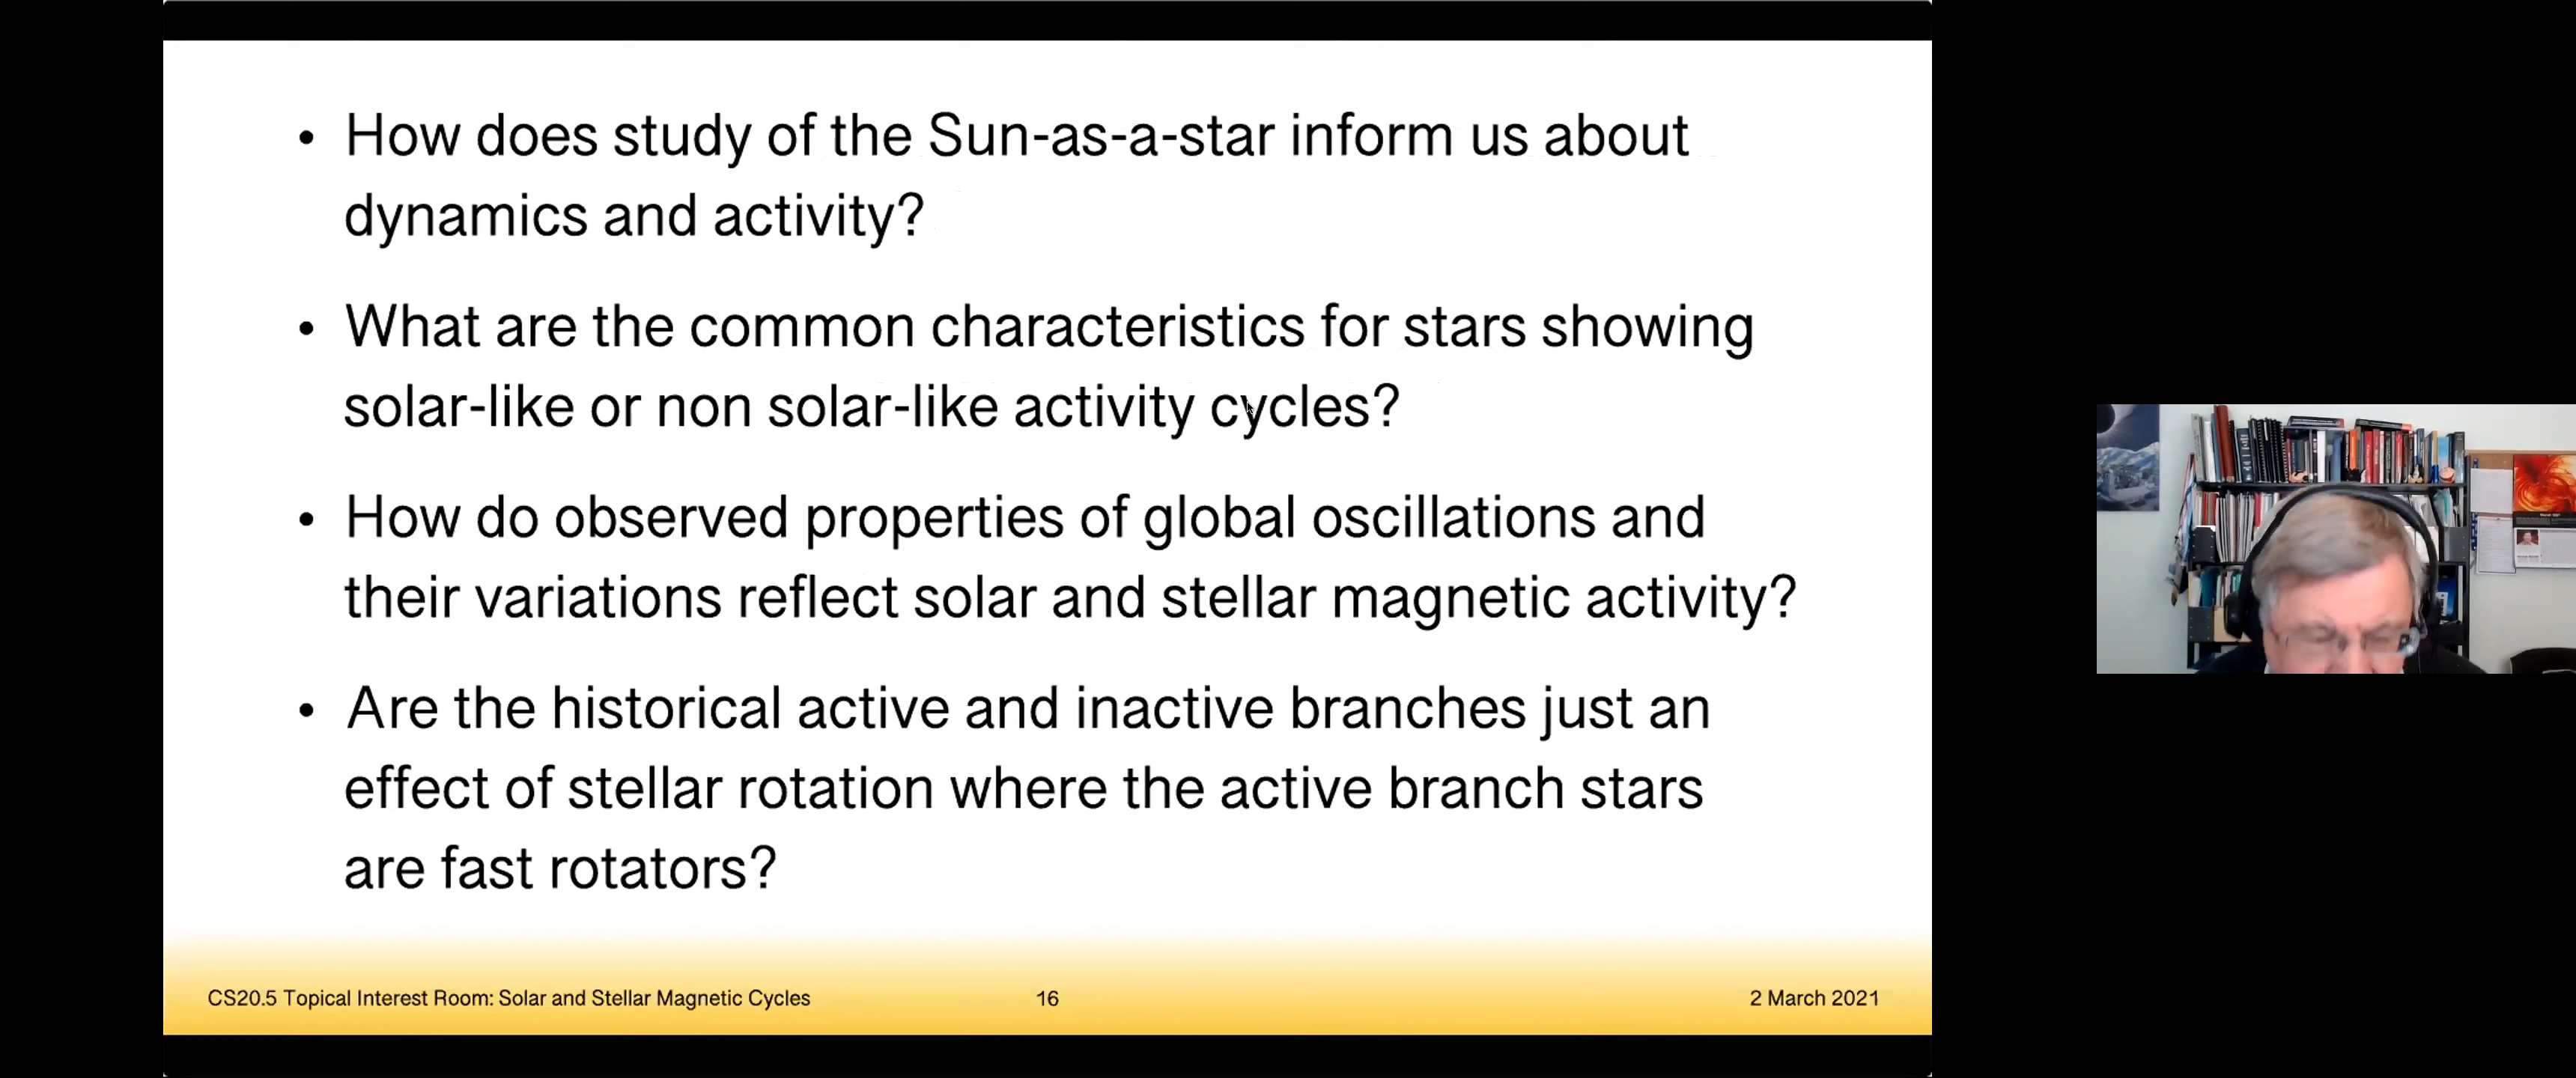 • How does study of the Sun-as-a-star inform us about
dynamics and activity?
• What are the common characteristics for stars showing
solar-like or non solar-like activity cycles?
• How do observed properties of global oscillations and
their variations reflect solar and stellar magnetic activity?
• Are the historical active and inactive branches just an
effect of stellar rotation where the active branch stars
are fast rotators?
CS20.5 Topical Interest Room: Solar and Stellar Magnetic Cycles
16
2 March 2021